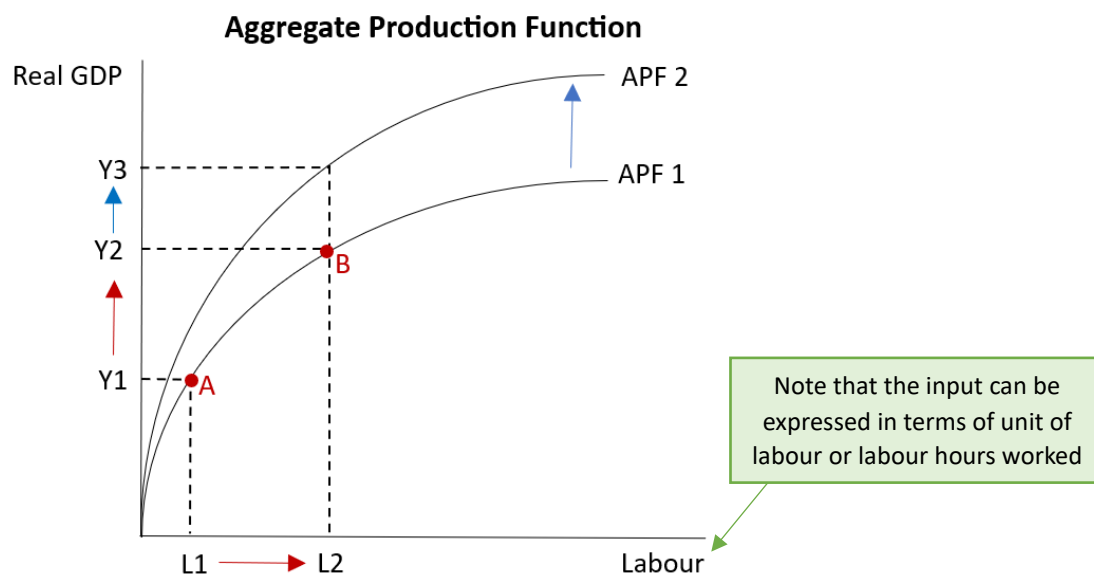 Aggregate Production Function
Real GDP
APF 2
Y3
APF 1
Y2
B
Y1
A
Note that the input can be
expressed in terms of unit of
labour or labour hours worked
L1
L2
Labour